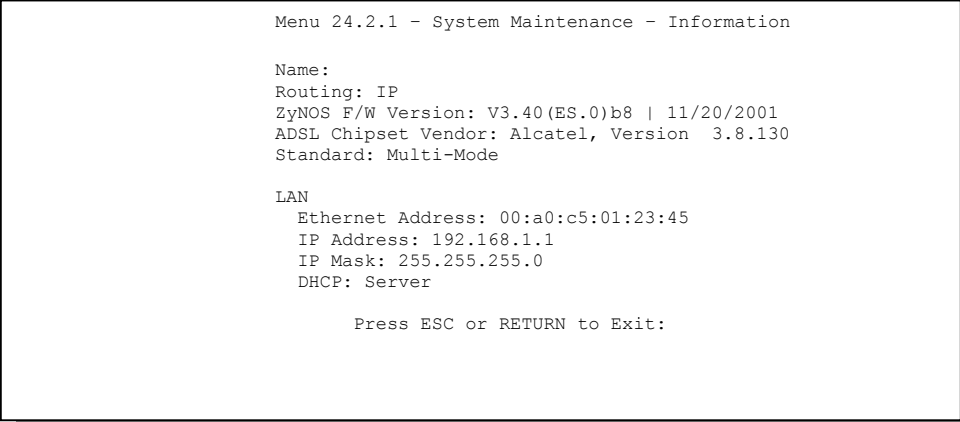 Menu 24.2.1 – System Maintenance – Information
Name:
Routing: IP
ZyNOS F/W Version: V3.40(ES.0)b8 | 11/20/2001
ADSL Chipset Vendor: Alcatel, Version 3.8.130
Standard: Multi-Mode
LAN
Ethernet Address: 00:a0:c5:01:23:45
IP Address: 192.168.1.1
IP Mask: 255.255.255.0
DHCP: Server
Press ESC or RETURN to Exit: